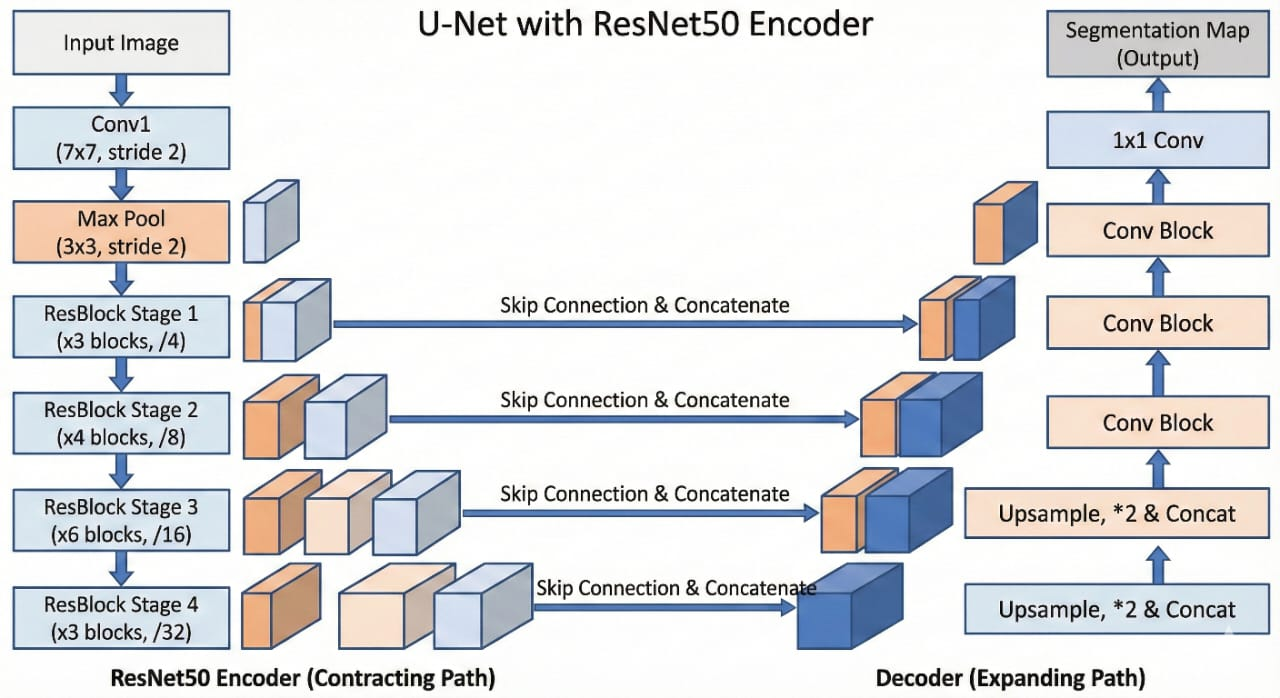 U-Net with ResNet50 Encoder
Input Image
Conv1
(7x7, stride 2)
Max Pool
(3x3, stride 2)
ResBlock Stage 1
(x3 blocks, /4)
ResBlock Stage 2
(x4 blocks, /8)
ResBlock Stage 3
(x6 blocks, /16)
ResBlock Stage 4
(x3 blocks, /32)
ResNet50 Encoder (Contracting Path)
Skip Connection & Concatenate
Skip Connection & Concatenate
Skip Connection & Concatenate
Skip Connection & Concatenate
Segmentation Map
(Output)
1x1 Conv
Conv Block
Conv Block
Conv Block
Upsample, *2 & Concat
Upsample, *2 & Concat
Decoder (Expanding Path)